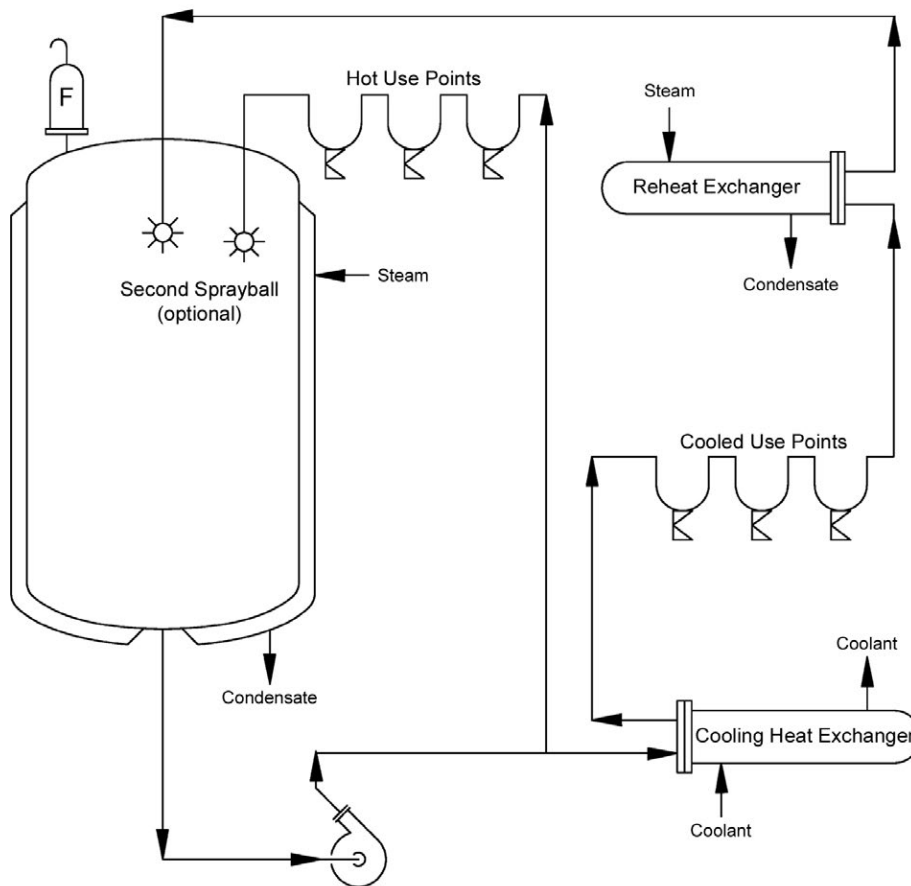 Hot Use Points
F
Steam
Reheat Exchanger
Condensate
Second Sprayball
(optional)
Steam
Cooled Use Points
Coolant
Condensate
Cooling Heat Exchanger
Coolant